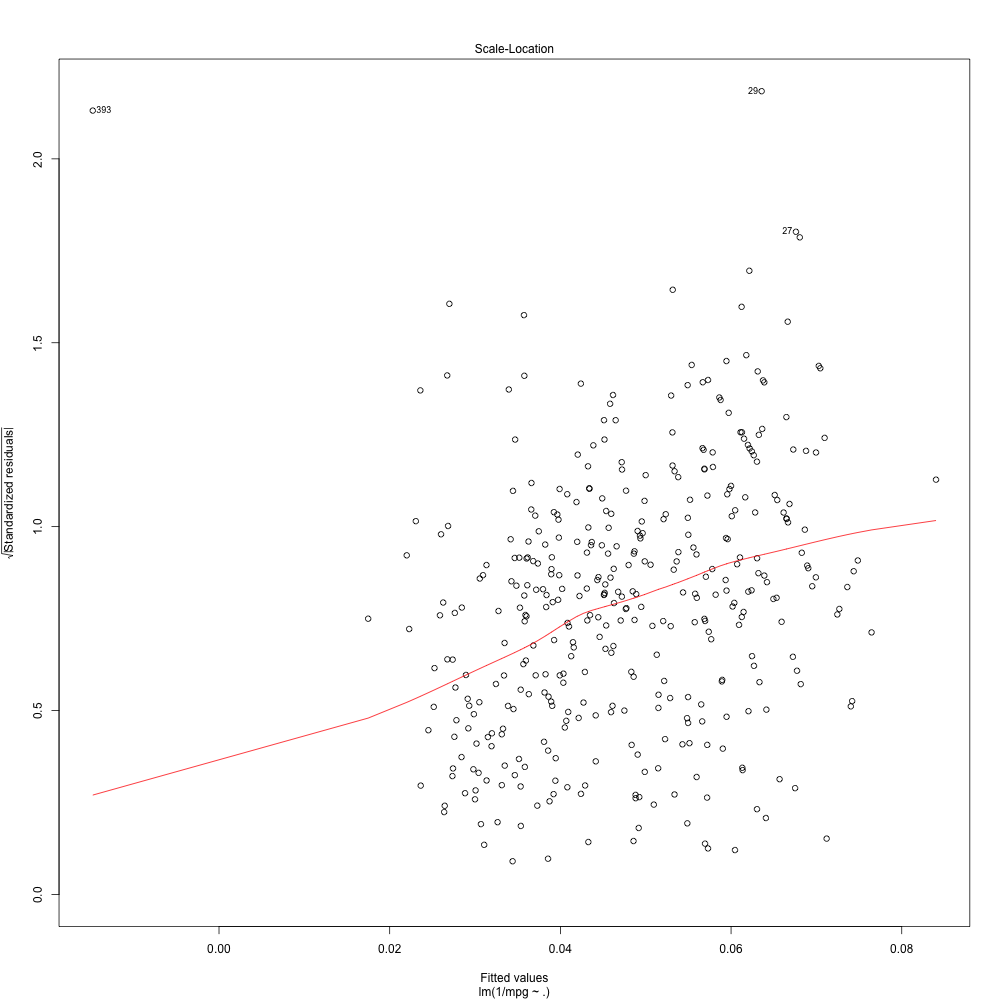 Scale-Location
393
29
27
2.0
1.5
1.0
0.5
0.0
√|Standardized residuals|
0.00 0.02 0.04 0.06 0.08
Fitted values
lm(1/mpg ~ .)